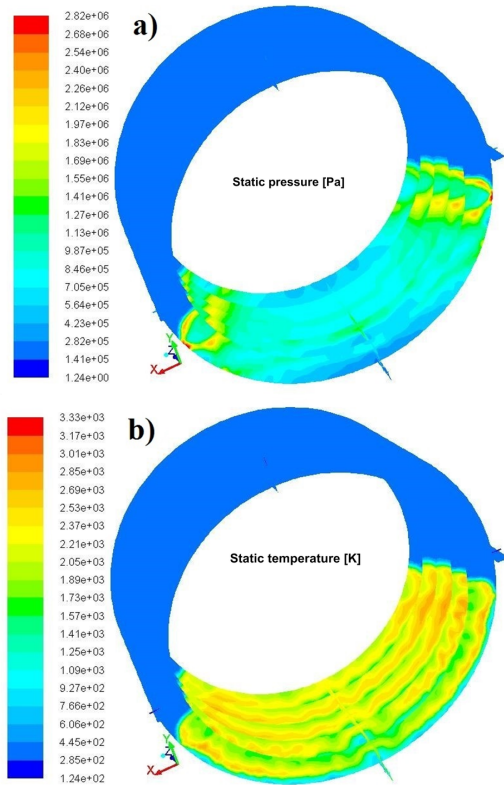 a)
2.82e+06
2.68e+06
2.54e+06
2.40e+06
2.26e+06
2.12e+06
1.97e+06
1.83e+06
1.69e+06
1.55e+06
1.41e+06
1.27e+06
1.13e+06
9.87e+05
8.46e+05
7.05e+05
5.64e+05
4.23e+05
2.82e+05
1.41e+05
1.24e+00
Static pressure [Pa]
Y
Z
X
b)
3.33e+03
3.17e+03
3.01e+03
2.85e+03
2.69e+03
2.53e+03
2.37e+03
2.21e+03
2.05e+03
1.89e+03
1.73e+03
1.57e+03
1.41e+03
1.25e+03
1.09e+03
9.27e+02
7.66e+02
6.06e+02
4.45e+02
2.85e+02
1.24e+02
Static temperature [K]
Y
Z
X